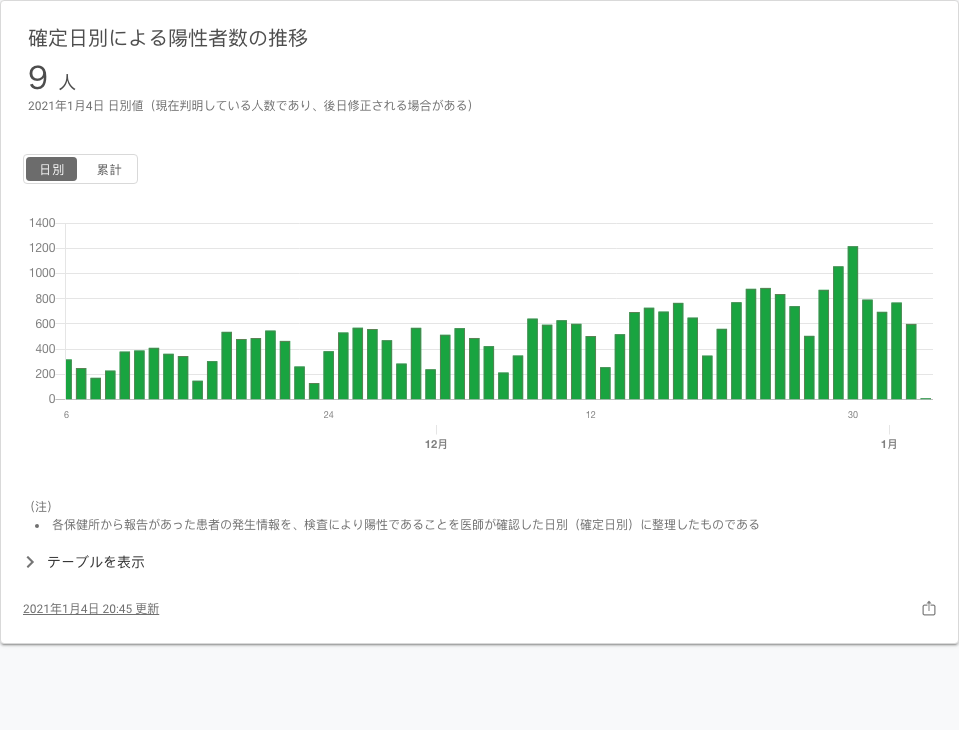 確定日別による陽性者数の推移
9 人
2021年1月4日 日別値（現在判明している人数であり、後日修正される場合がある）
日別 累計
1400
1200
1000
800
600
400
200
0
6 24 12 30
12月 1月
（注）
• 各保健所から報告があった患者の発生情報を、検査により陽性であることを医師が確認した日別（確定日別）に整理したものである
テーブルを表示
2021年1月4日 20:45 更新